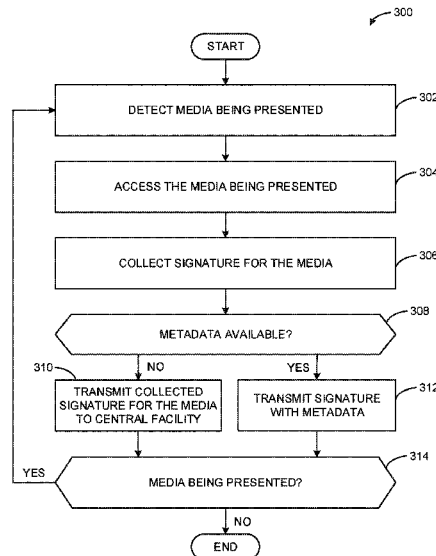 300
START
DETECT MEDIA BEING PRESENTED
302
ACCESS THE MEDIA BEING PRESENTED
304
COLLECT SIGNATURE FOR THE MEDIA
306
METADATA AVAILABLE?
308
NO
YES
310
TRANSMIT COLLECTED
SIGNATURE FOR THE MEDIA
TO CENTRAL FACILITY
TRANSMIT SIGNATURE
WITH METADATA
312
MEDIA BEING PRESENTED?
314
YES
NO
END